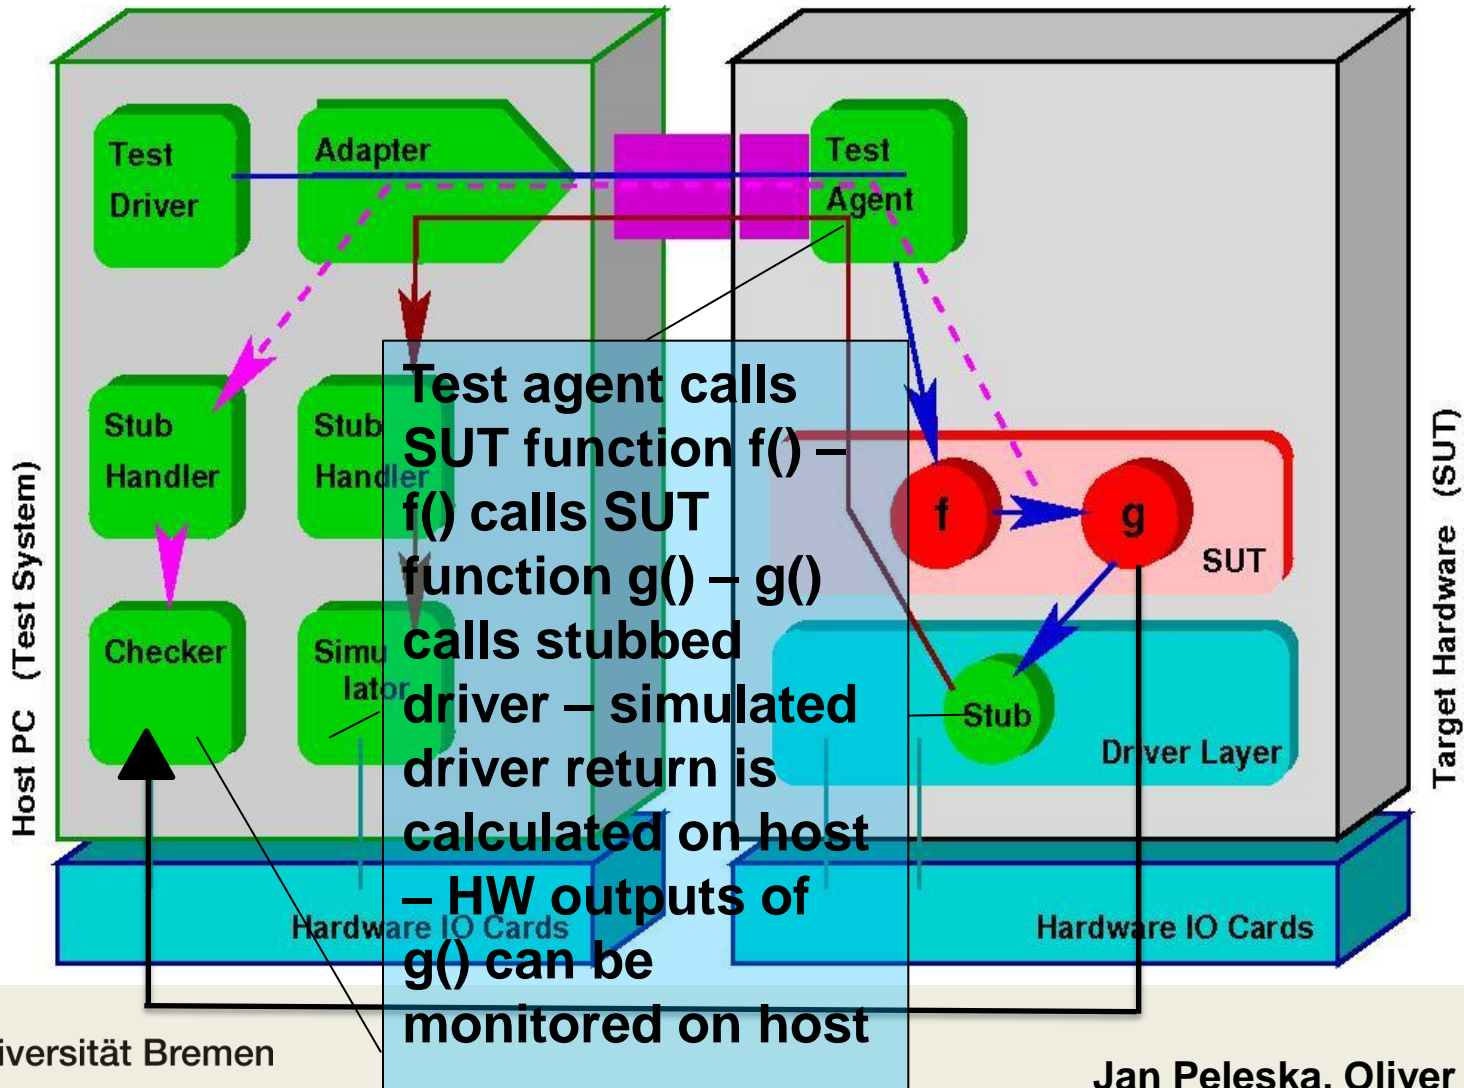 Host PC (Test System)
Test
Driver
Adapter
Stub
Handler
Stub
Handler
Checker
Simu
lator
Hardware IO Cards
Test agent calls
SUT function f() –
f() calls SUT
function g() – g()
calls stubbed
driver – simulated
driver return is
calculated on host
– HW outputs of
g() can be
monitored on host
Test
Agent
f
g
SUT
Stub
Driver Layer
Hardware IO Cards
Target Hardware (SUT)
iversität Bremen
Jan Peleska, Oliver